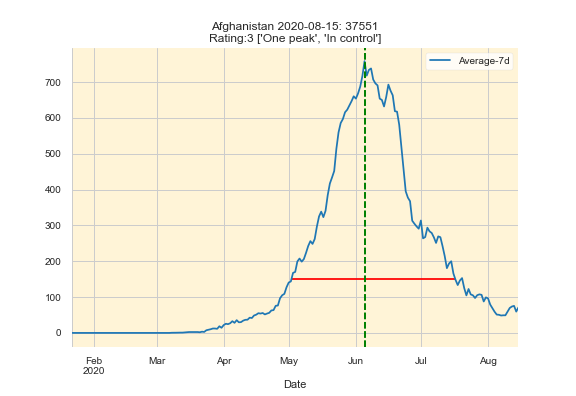 Afghanistan 2020-08-15: 37551
Rating:3 ['One peak', 'In control']
Average-7d
700
600
500
400
300
200
100
0
Feb
2020
Mar
Apr
May
Jun
Jul
Aug
Date